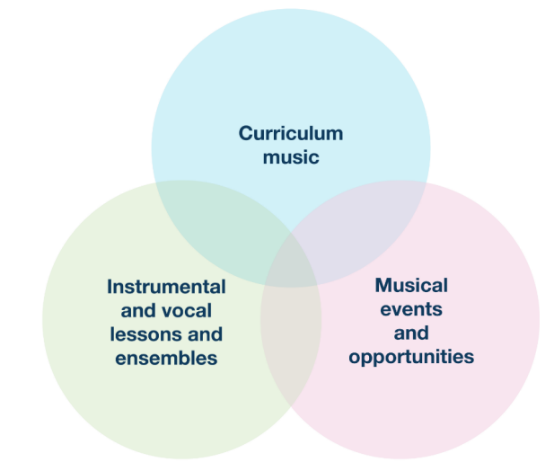 Curriculum
music
Instrumental
and vocal
lessons and
ensembles
Musical
events
and
opportunities